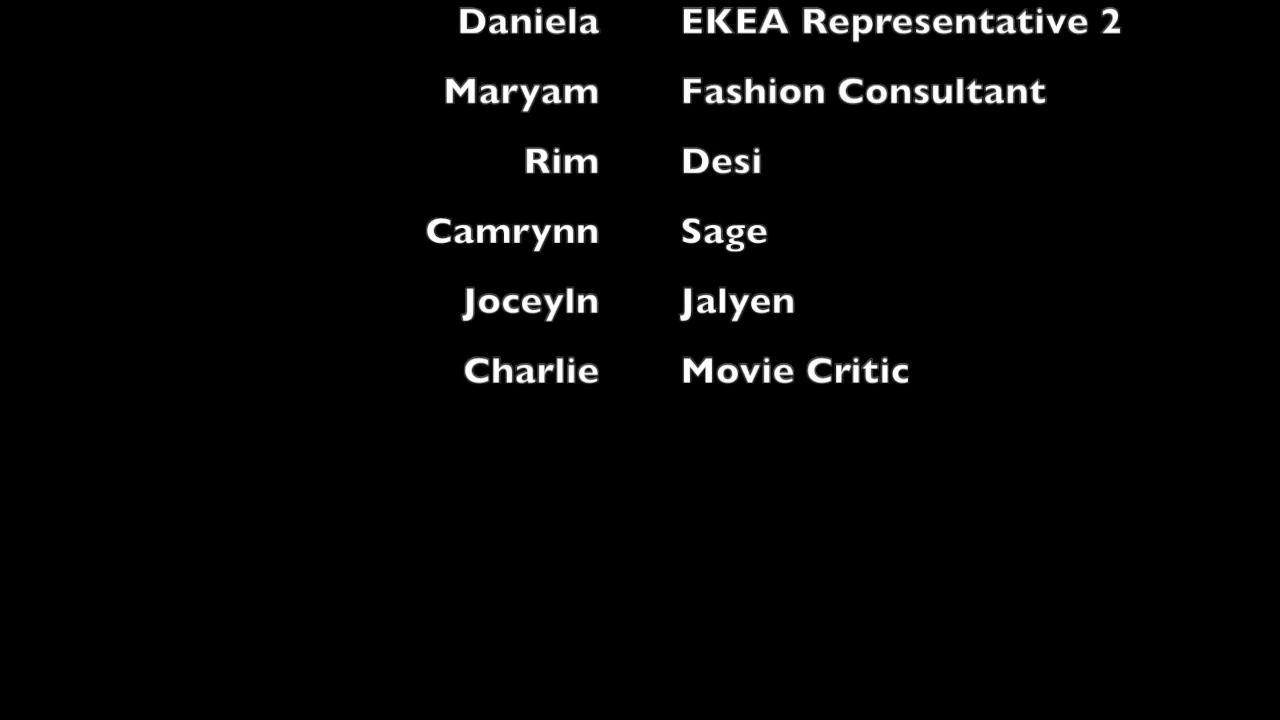 Daniela EKEA Representative 2
Maryam Fashion Consultant
Rim Desi
Camrynn Sage
Joceyln Jalyen
Charlie Movie Critic